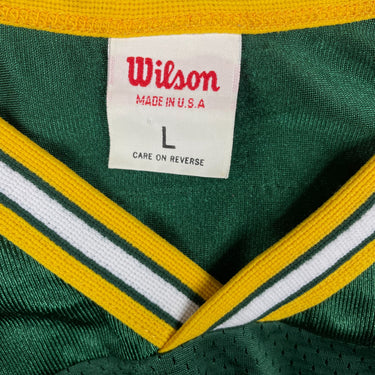 Wilson
MADE IN U.S.A
L
CARE ON REVERSE